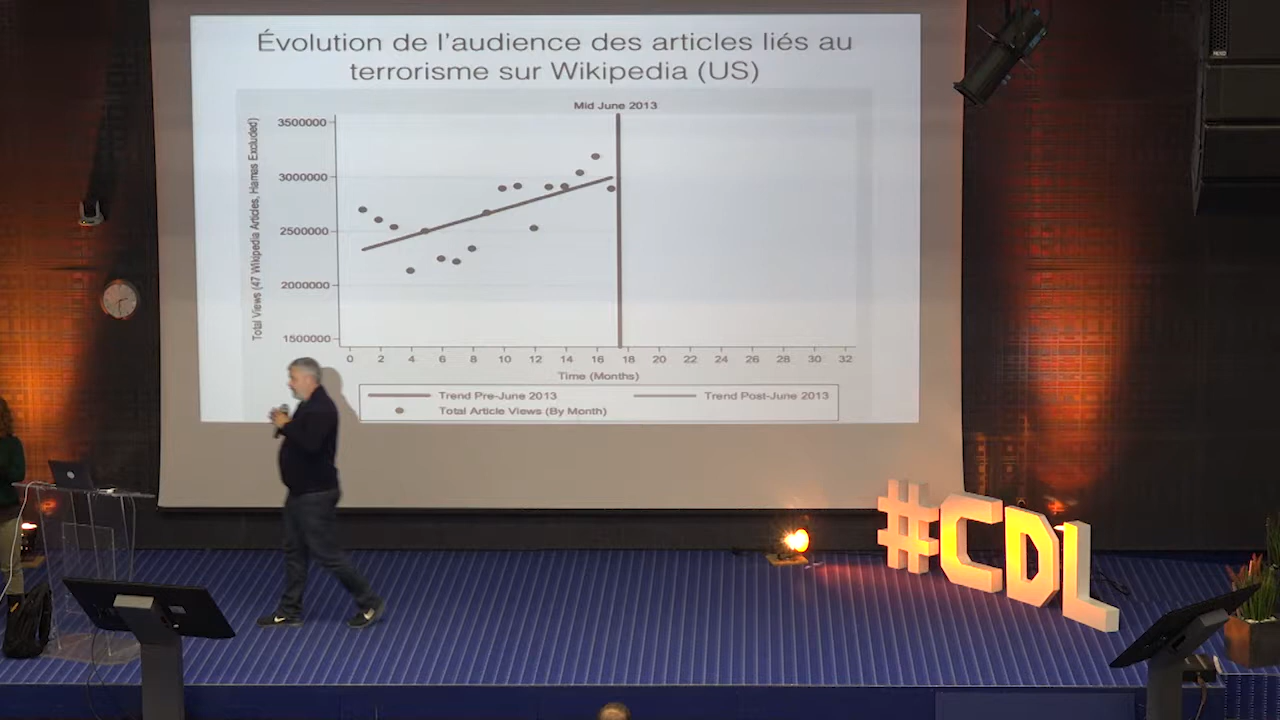 Évolution de l'audience des articles liés au
terrorisme sur Wikipedia (US)
Mid June 2013
Total Views (47 Wikipedia Articles, Hamas Excluded)
3500000
3000000
2500000
2000000
1500000
0 2 4 6 8 10 12 14 16 18 20 22 24 26 28 30 32
Time (Months)
Trend Pre-June 2013 Trend Post-June 2013
Total Article Views (By Month)
#CDL